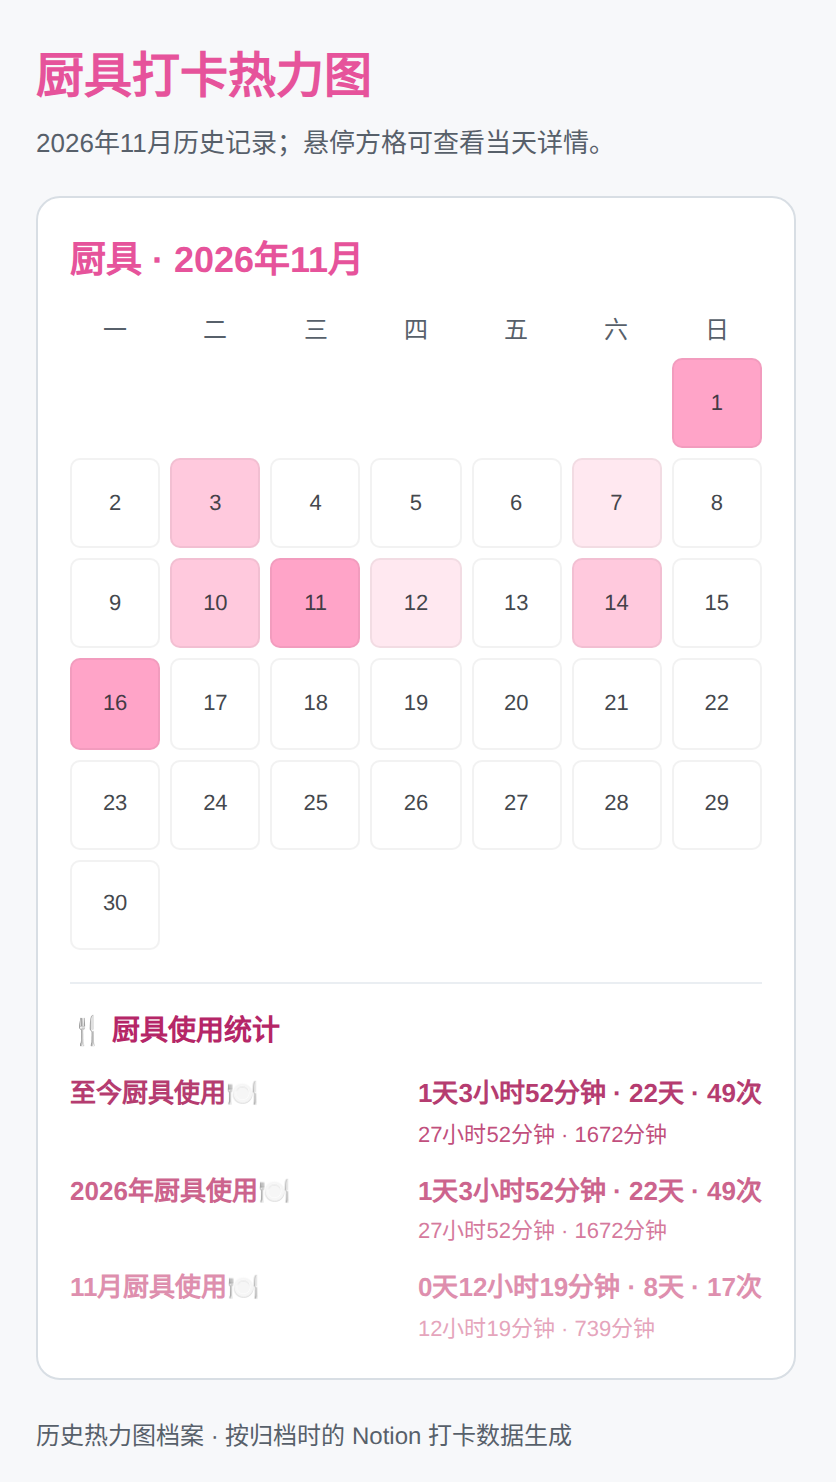 厨具打卡热力图
2026年11月历史记录；悬停方格可查看当天详情。
厨具 · 2026年11月
一 二 三 四 五 六 日
1
2 3 4 5 6 7 8
9 10 11 12 13 14 15
16 17 18 19 20 21 22
23 24 25 26 27 28 29
30
🍴 厨具使用统计
至今厨具使用🍽️ 1天3小时52分钟 · 22天 · 49次
27小时52分钟 · 1672分钟
2026年厨具使用🍽️ 1天3小时52分钟 · 22天 · 49次
27小时52分钟 · 1672分钟
11月厨具使用🍽️ 0天12小时19分钟 · 8天 · 17次
12小时19分钟 · 739分钟
历史热力图档案 · 按归档时的 Notion 打卡数据生成